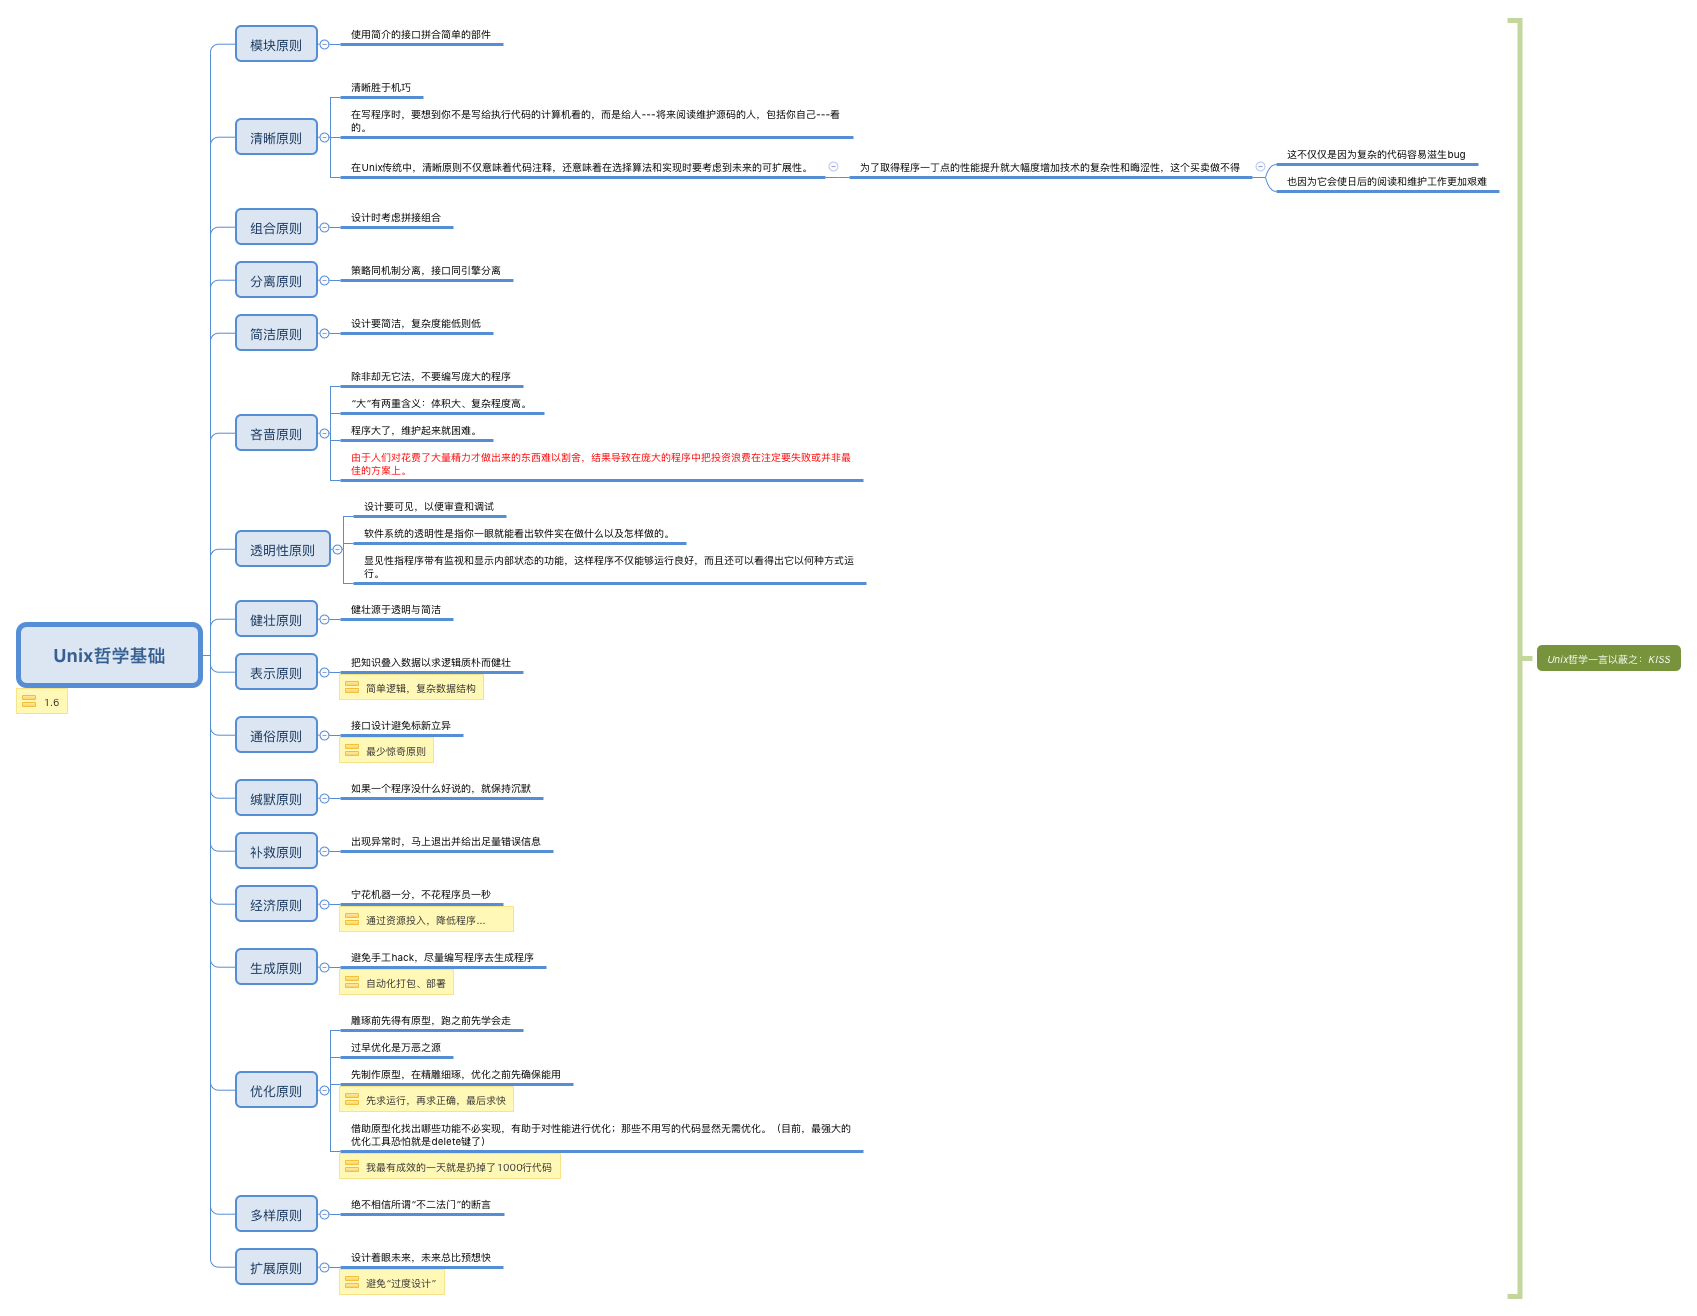 模块原则
使用简介的接口拼合简单的部件
清晰原则
清晰胜于机巧
在写程序时，要想到你不是写给执行代码的计算机看的，而是给人---将来阅读维护源码的人，包括你自己---看
的。
在Unix传统中，清晰原则不仅意味着代码注释，还意味着在选择算法和实现时要考虑到未来的可扩展性。
为了取得程序一丁点的性能提升就大幅度增加技术的复杂性和晦涩性，这个买卖做不得
这不仅仅是因为复杂的代码容易滋生bug
也因为它会使日后的阅读和维护工作更加艰难
组合原则
设计时考虑拼接组合
分离原则
策略同机制分离，接口同引擎分离
简洁原则
设计要简洁，复杂度能低则低
吝啬原则
除非却无它法，不要编写庞大的程序
“大”有两重含义：体积大、复杂程度高。
程序大了，维护起来就困难。
由于人们对花费了大量精力才做出来的东西难以割舍，结果导致在庞大的程序中把投资浪费在注定要失败或并非最
佳的方案上。
透明性原则
设计要可见，以便审查和调试
软件系统的透明性是指你一眼就能看出软件实在做什么以及怎样做的。
显见性指程序带有监视和显示内部状态的功能，这样程序不仅能够运行良好，而且还可以看得出它以何种方式运
行。
健壮原则
健壮源于透明与简洁
Unix哲学基础
1.6
Unix哲学一言以蔽之：KISS
表示原则
把知识叠入数据以求逻辑质朴而健壮
简单逻辑，复杂数据结构
通俗原则
接口设计避免标新立异
最少惊奇原则
缄默原则
如果一个程序没什么好说的，就保持沉默
补救原则
出现异常时，马上退出并给出足量错误信息
经济原则
宁花机器一分，不花程序员一秒
通过资源投入，降低程序...
生成原则
避免手工hack，尽量编写程序去生成程序
自动化打包、部署
优化原则
雕琢前先得有原型，跑之前先学会走
过早优化是万恶之源
先制作原型，在精雕细琢，优化之前先确保能用
先求运行，再求正确，最后求快
借助原型化找出哪些功能不必实现，有助于对性能进行优化；那些不用写的代码显然无需优化。（目前，最强大的
优化工具恐怕就是delete键了）
我最有成效的一天就是扔掉了1000行代码
多样原则
绝不相信所谓“不二法门”的断言
扩展原则
设计着眼未来，未来总比预想快
避免“过度设计”